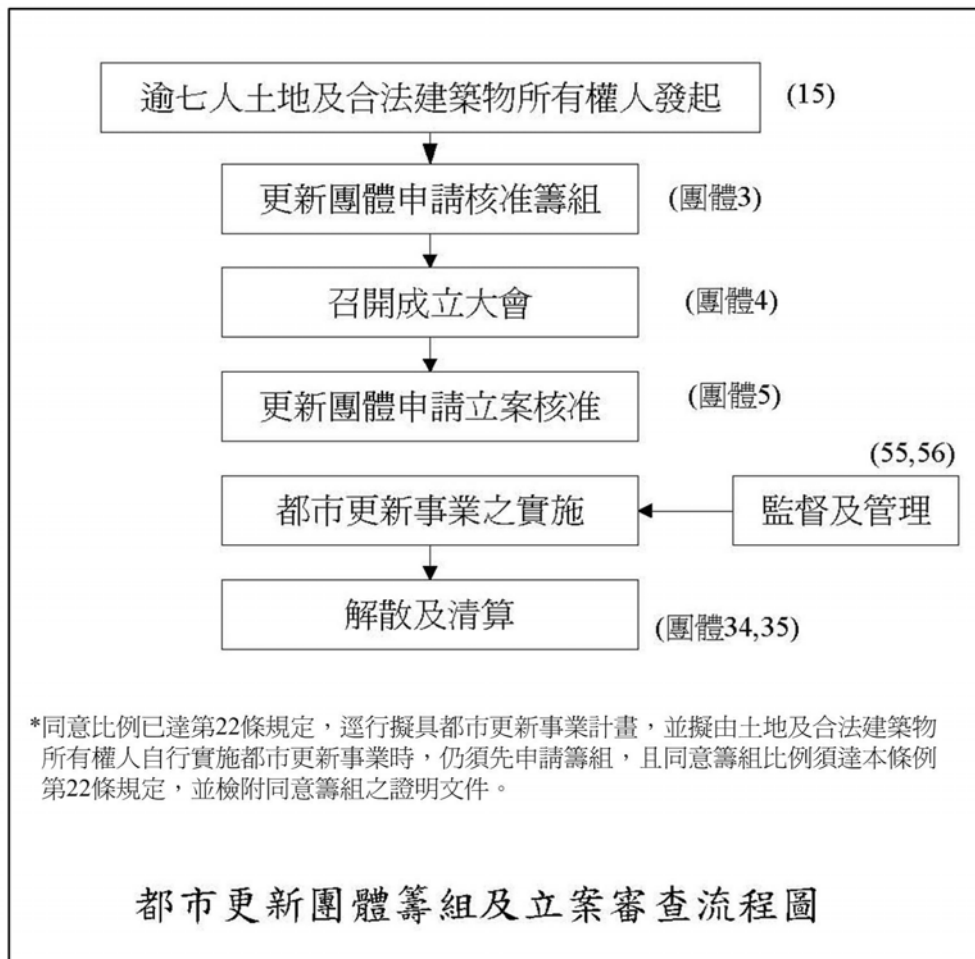 逾七人土地及合法建築物所有權人發起
(15)
更新團體申請核准籌組
(團體3)
召開成立大會
(團體4)
更新團體申請立案核准
(團體5)
(55,56)
都市更新事業之實施
監督及管理
解散及清算
(團體34,35)
*同意比例已達第22條規定，逕行擬具都市更新事業計畫，並擬由土地及合法建築物
所有權人自行實施都市更新事業時，仍須先申請籌組，且同意籌組比例須達本條例
第22條規定，並檢附同意籌組之證明文件。
都市更新團體籌組及立案審查流程圖